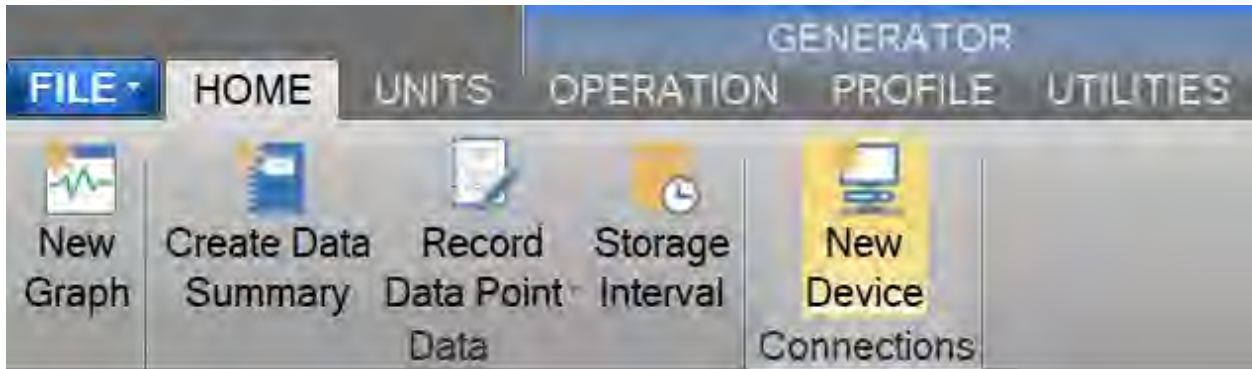 GENERATOR
FILE HOME UNITS OPERATION PROFILE UTILITIES
New Graph
Create Data Summary
Record Data Point
Storage Interval
New Device
Data
Connections